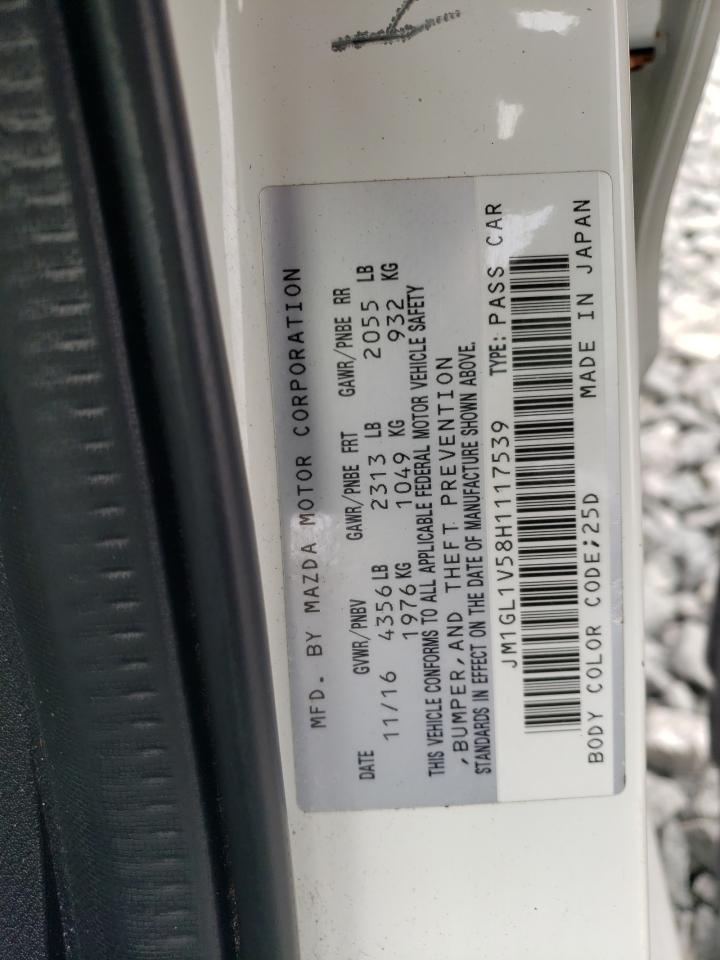 MFD. BY MAZDA MOTOR CORPORATION
DATE GVWR/PNBV GAWR/PNBE FRT GAWR/PNBE RR
11/16 4356 LB 2313 LB 2055 LB
1976 KG 1049 KG 932 KG
THIS VEHICLE CONFORMS TO ALL APPLICABLE FEDERAL MOTOR VEHICLE SAFETY
,BUMPER, AND THEFT PREVENTION
STANDARDS IN EFFECT ON THE DATE OF MANUFACTURE SHOWN ABOVE.
JM1GL1V58H1117539 TYPE: PASS CAR
BODY COLOR CODE;25D MADE IN JAPAN